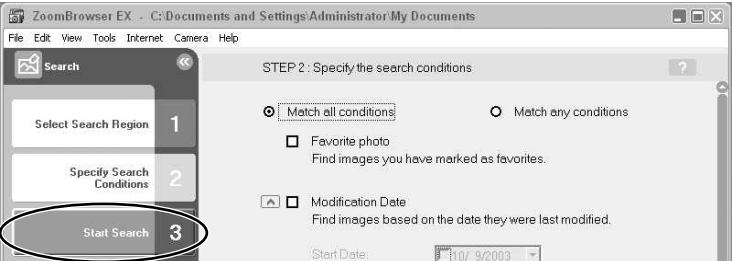 ZoomBrowser EX - C:\Documents and Settings\Administrator\My Documents
File Edit View Tools Internet Camera Help
Search
STEP 2 : Specify the search conditions
?
Match all conditions
Match any conditions
Select Search Region 1
Favorite photo
Find images you have marked as favorites.
Specify Search
Conditions 2
Modification Date
Find images based on the date they were last modified.
Start Search 3
Start Date: 10/ 9/2003